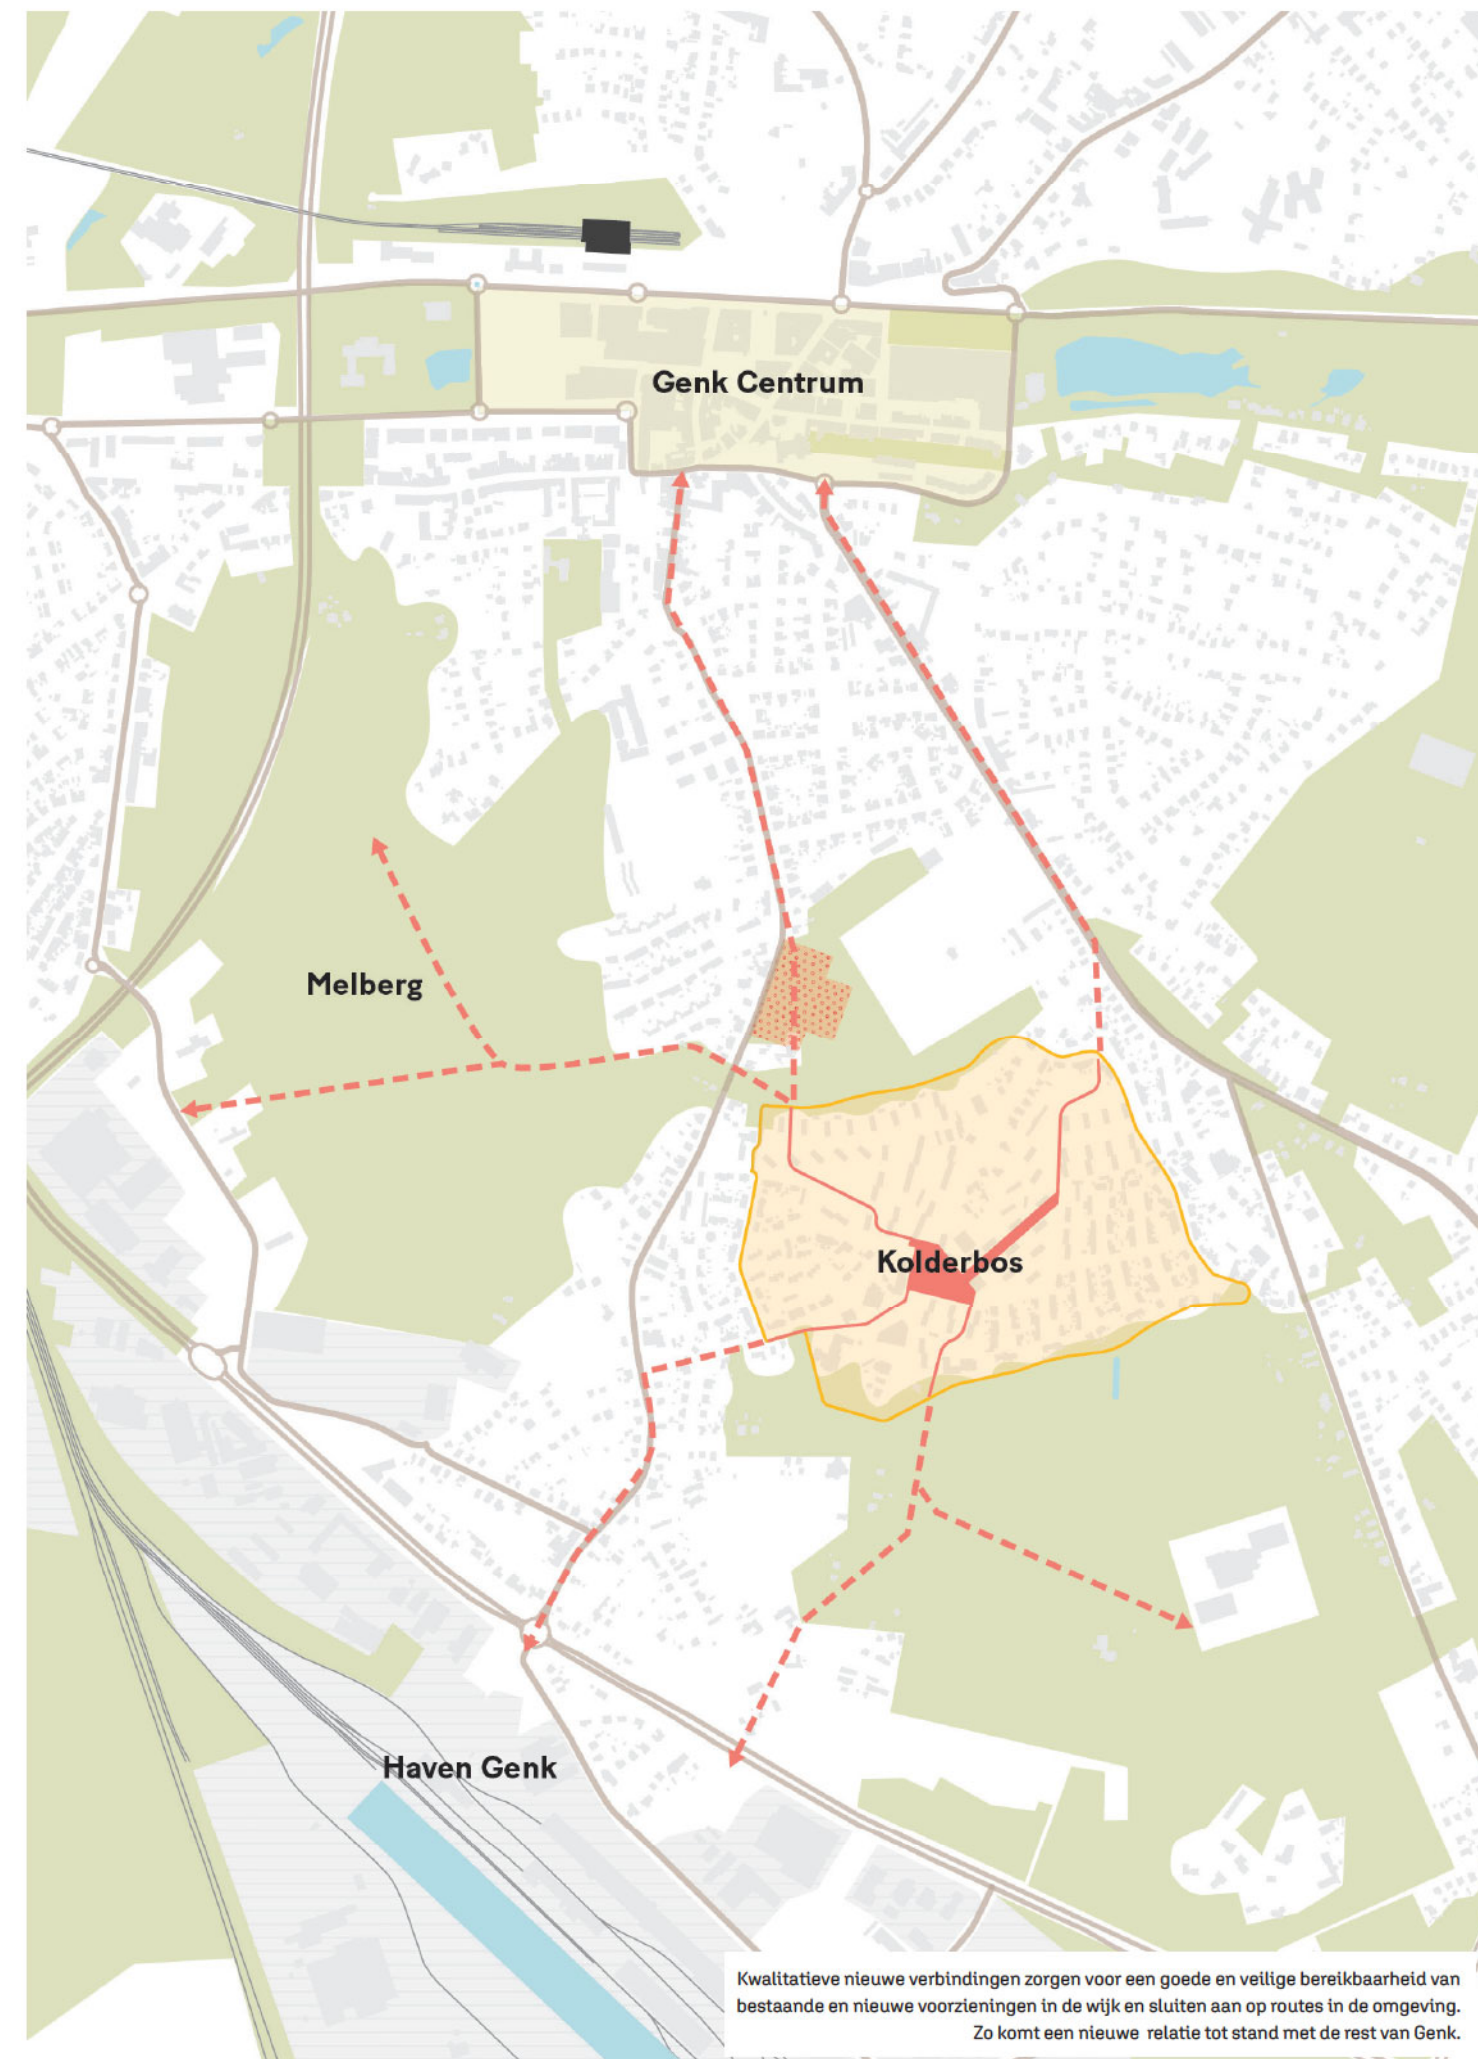 Genk Centrum
Melberg
Kolderbos
Haven Genk
Kwalitatieve nieuwe verbindingen zorgen voor een goede en veilige bereikbaarheid van
bestaande en nieuwe voorzieningen in de wijk en sluiten aan op routes in de omgeving.
Zo komt een nieuwe relatie tot stand met de rest van Genk.